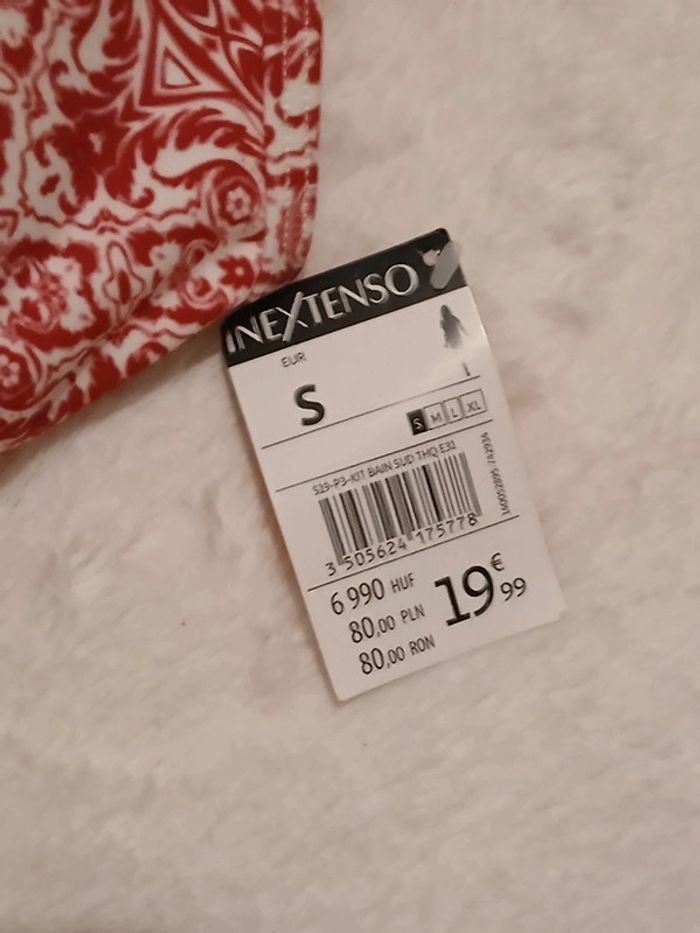 INEXTENSO
EUR
S
S M L XL
S23-P3-KIT BAIN SUD THQ E31
3 505624 175778
6 990 HUF
80,00 PLN
80,00 RON
19€99